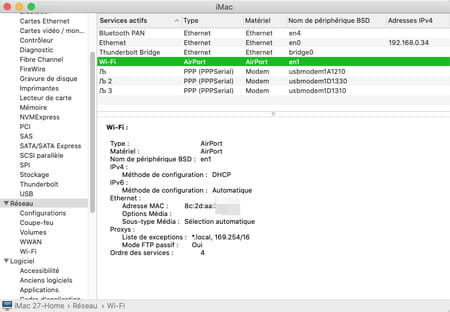 iMac
Bluetooth
Cartes Ethernet
Cartes vidéo / mon...
Contrôleur
Diagnostic
Fibre Channel
FireWire
Gravure de disque
Imprimantes
Lecteur de carte
Mémoire
NVMExpress
PCI
SAS
SATA/SATA Express
SCSI parallèle
SPI
Stockage
Thunderbolt
USB
Réseau
Configurations
Coupe-feu
Volumes
WWAN
Wi-Fi
Logiciel
Accessibilité
Anciens logiciels
Applications
Cadre d'application
Services actifs Type Matériel Nom de périphérique BSD Adresses IPv4
Bluetooth PAN Ethernet Ethernet en4
Ethernet Ethernet Ethernet en0 192.168.0.34
Thunderbolt Bridge Ethernet Ethernet bridge0
Wi-Fi AirPort AirPort en1
Љ PPP (PPPSerial) Modem usbmodem1A1210
Љ 2 PPP (PPPSerial) Modem usbmodem1D1330
Љ 3 PPP (PPPSerial) Modem usbmodem1D1310
Wi-Fi :
Type : AirPort
Matériel : AirPort
Nom de périphérique BSD : en1
IPv4 :
Méthode de configuration : DHCP
IPv6 :
Méthode de configuration : Automatique
Ethernet :
Adresse MAC : 8c:2d:aa:
Options Média :
Sous-type Média : Sélection automatique
Proxys :
Liste de exceptions : *.local, 169.254/16
Mode FTP passif : Oui
Ordre des services : 4
iMac 27-Home › Réseau › Wi-Fi